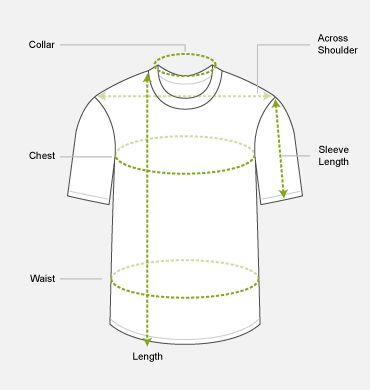 Collar
Across
Shoulder
Chest
Sleeve
Length
Waist
Length